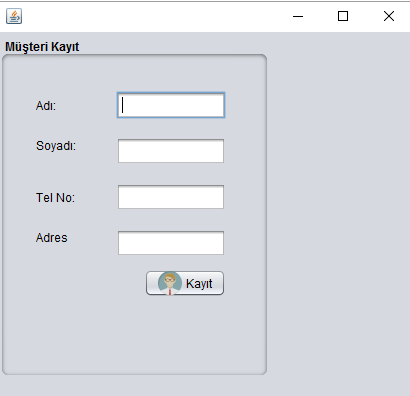 Müşteri Kayıt
Adı:
Soyadı:
Tel No:
Adres
Kayıt